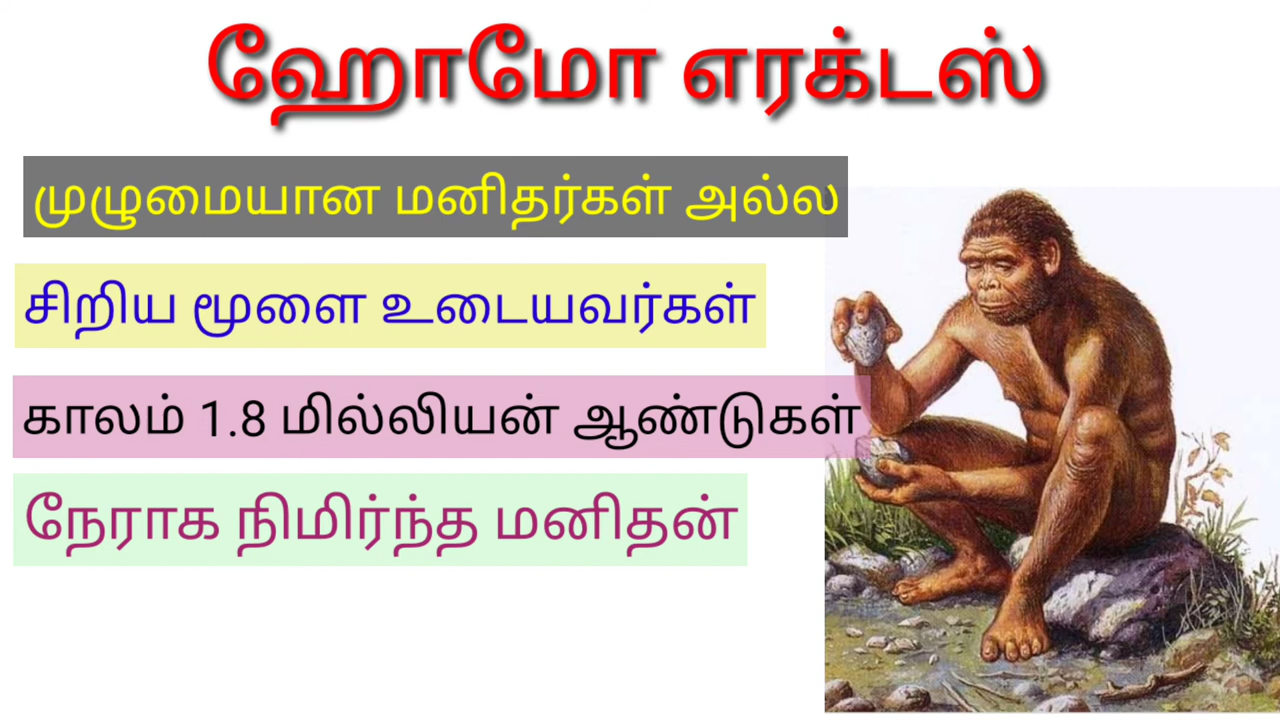 ஹோமோ எரக்டஸ்
முழுமையான மனிதர்கள் அல்ல
சிறிய மூளை உடையவர்கள்
காலம் 1.8 மில்லியன் ஆண்டுகள்
நேராக நிமிர்ந்த மனிதன்